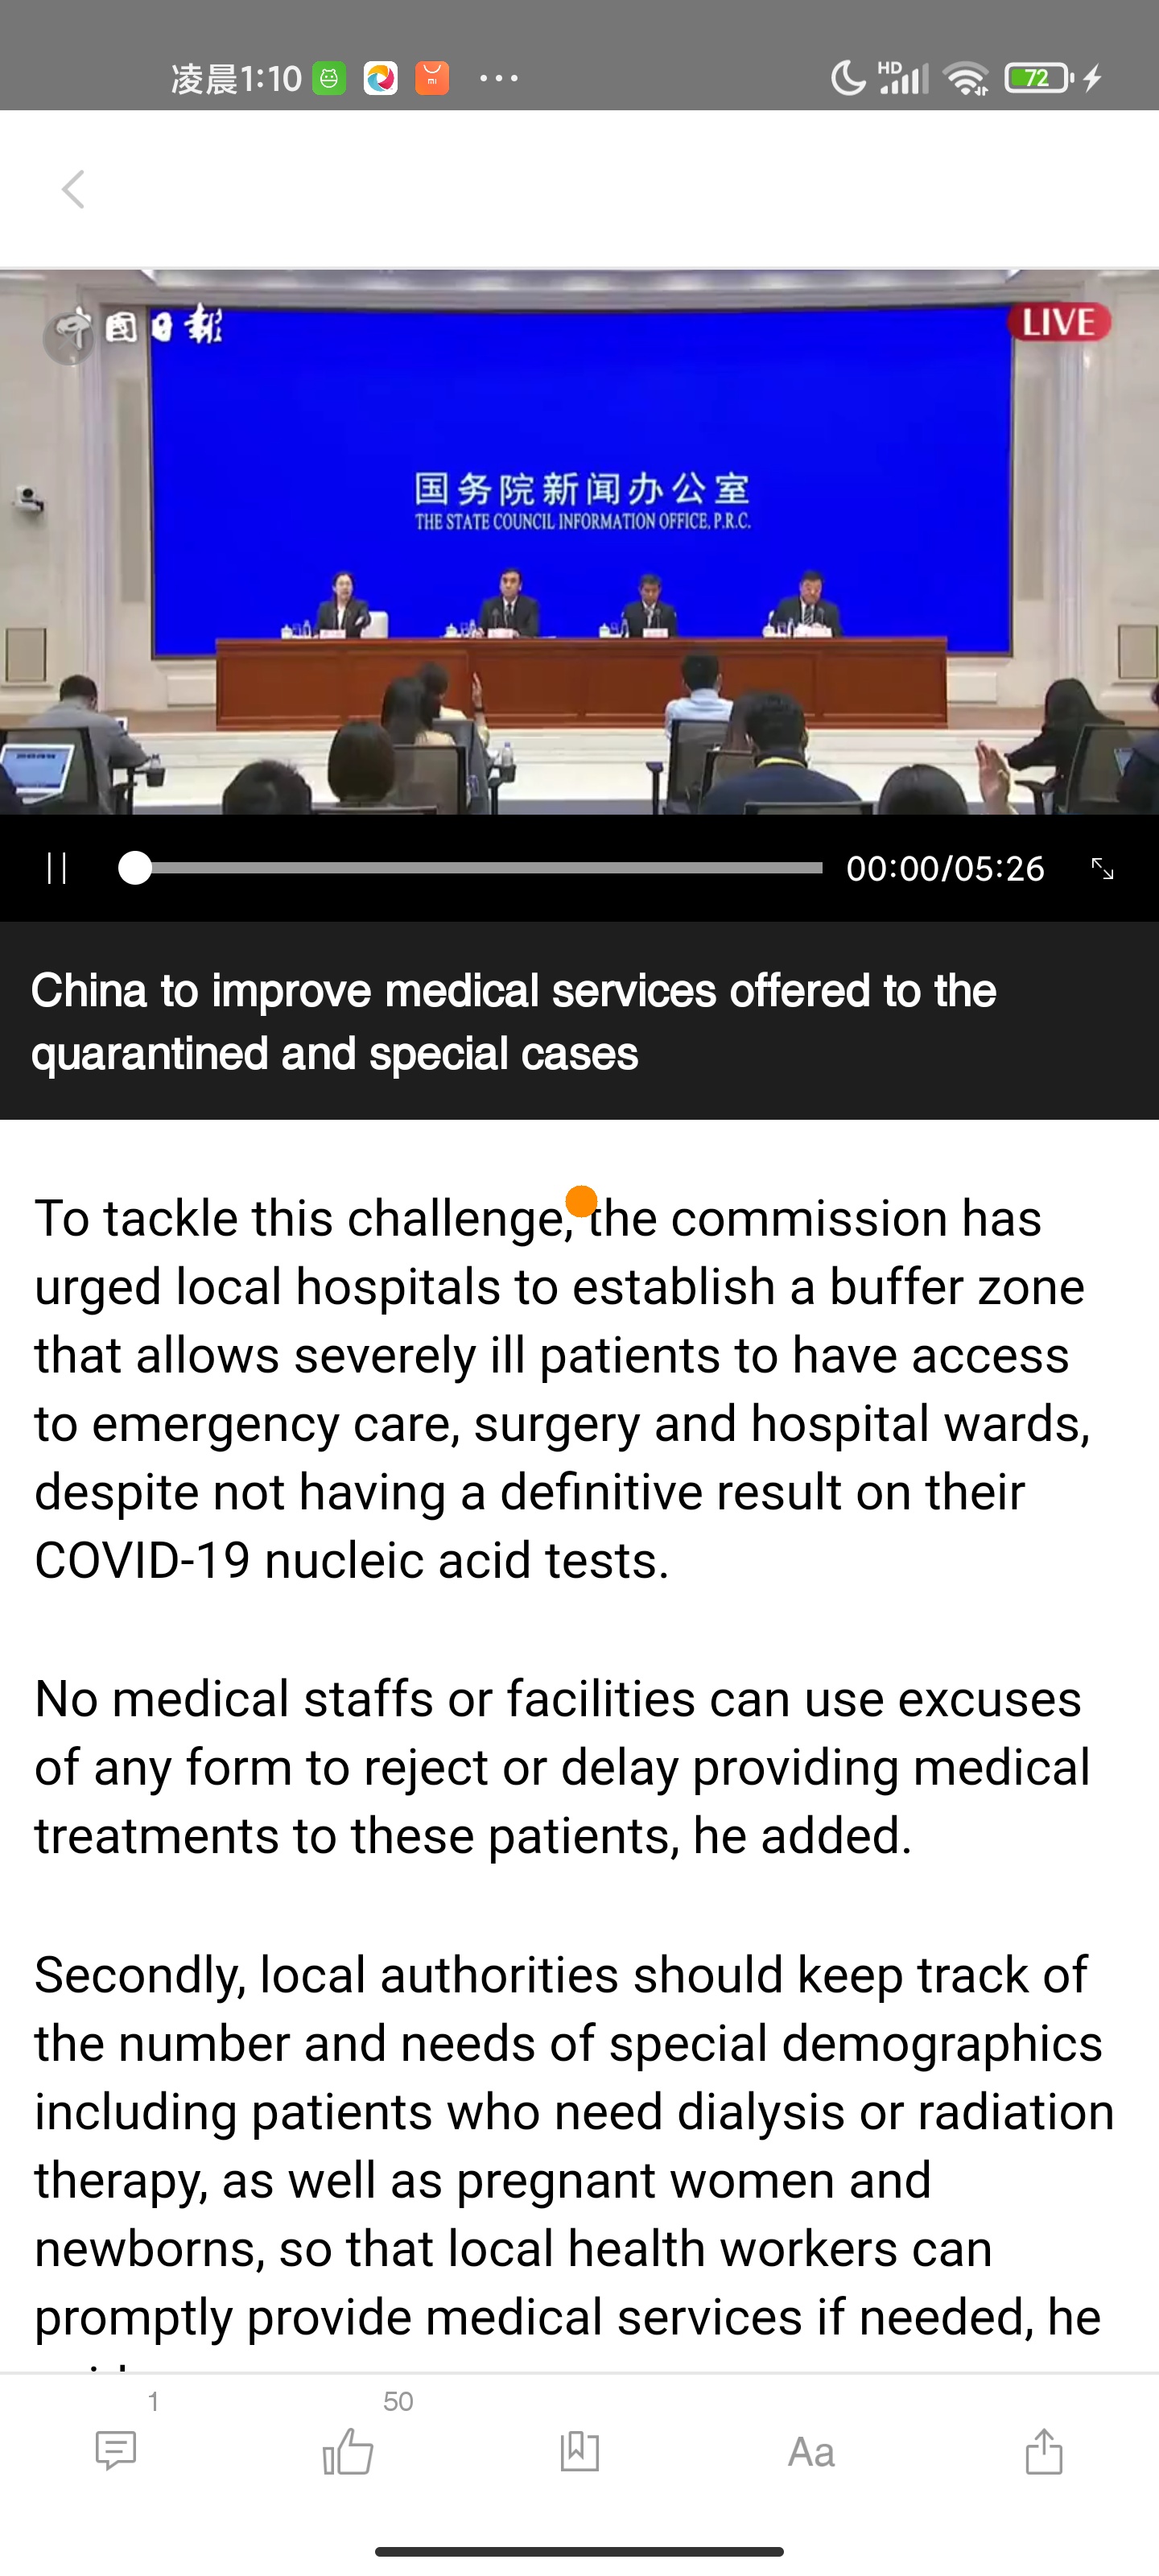 凌晨1:10
mi
...
HD
72
中國日報
LIVE
国务院新闻办公室
THE STATE COUNCIL INFORMATION OFFICE, P.R.C.
00:00/05:26
China to improve medical services offered to the
quarantined and special cases
To tackle this challenge, the commission has
urged local hospitals to establish a buffer zone
that allows severely ill patients to have access
to emergency care, surgery and hospital wards,
despite not having a definitive result on their
COVID-19 nucleic acid tests.
No medical staffs or facilities can use excuses
of any form to reject or delay providing medical
treatments to these patients, he added.
Secondly, local authorities should keep track of
the number and needs of special demographics
including patients who need dialysis or radiation
therapy, as well as pregnant women and
newborns, so that local health workers can
promptly provide medical services if needed, he
1
50
Aa